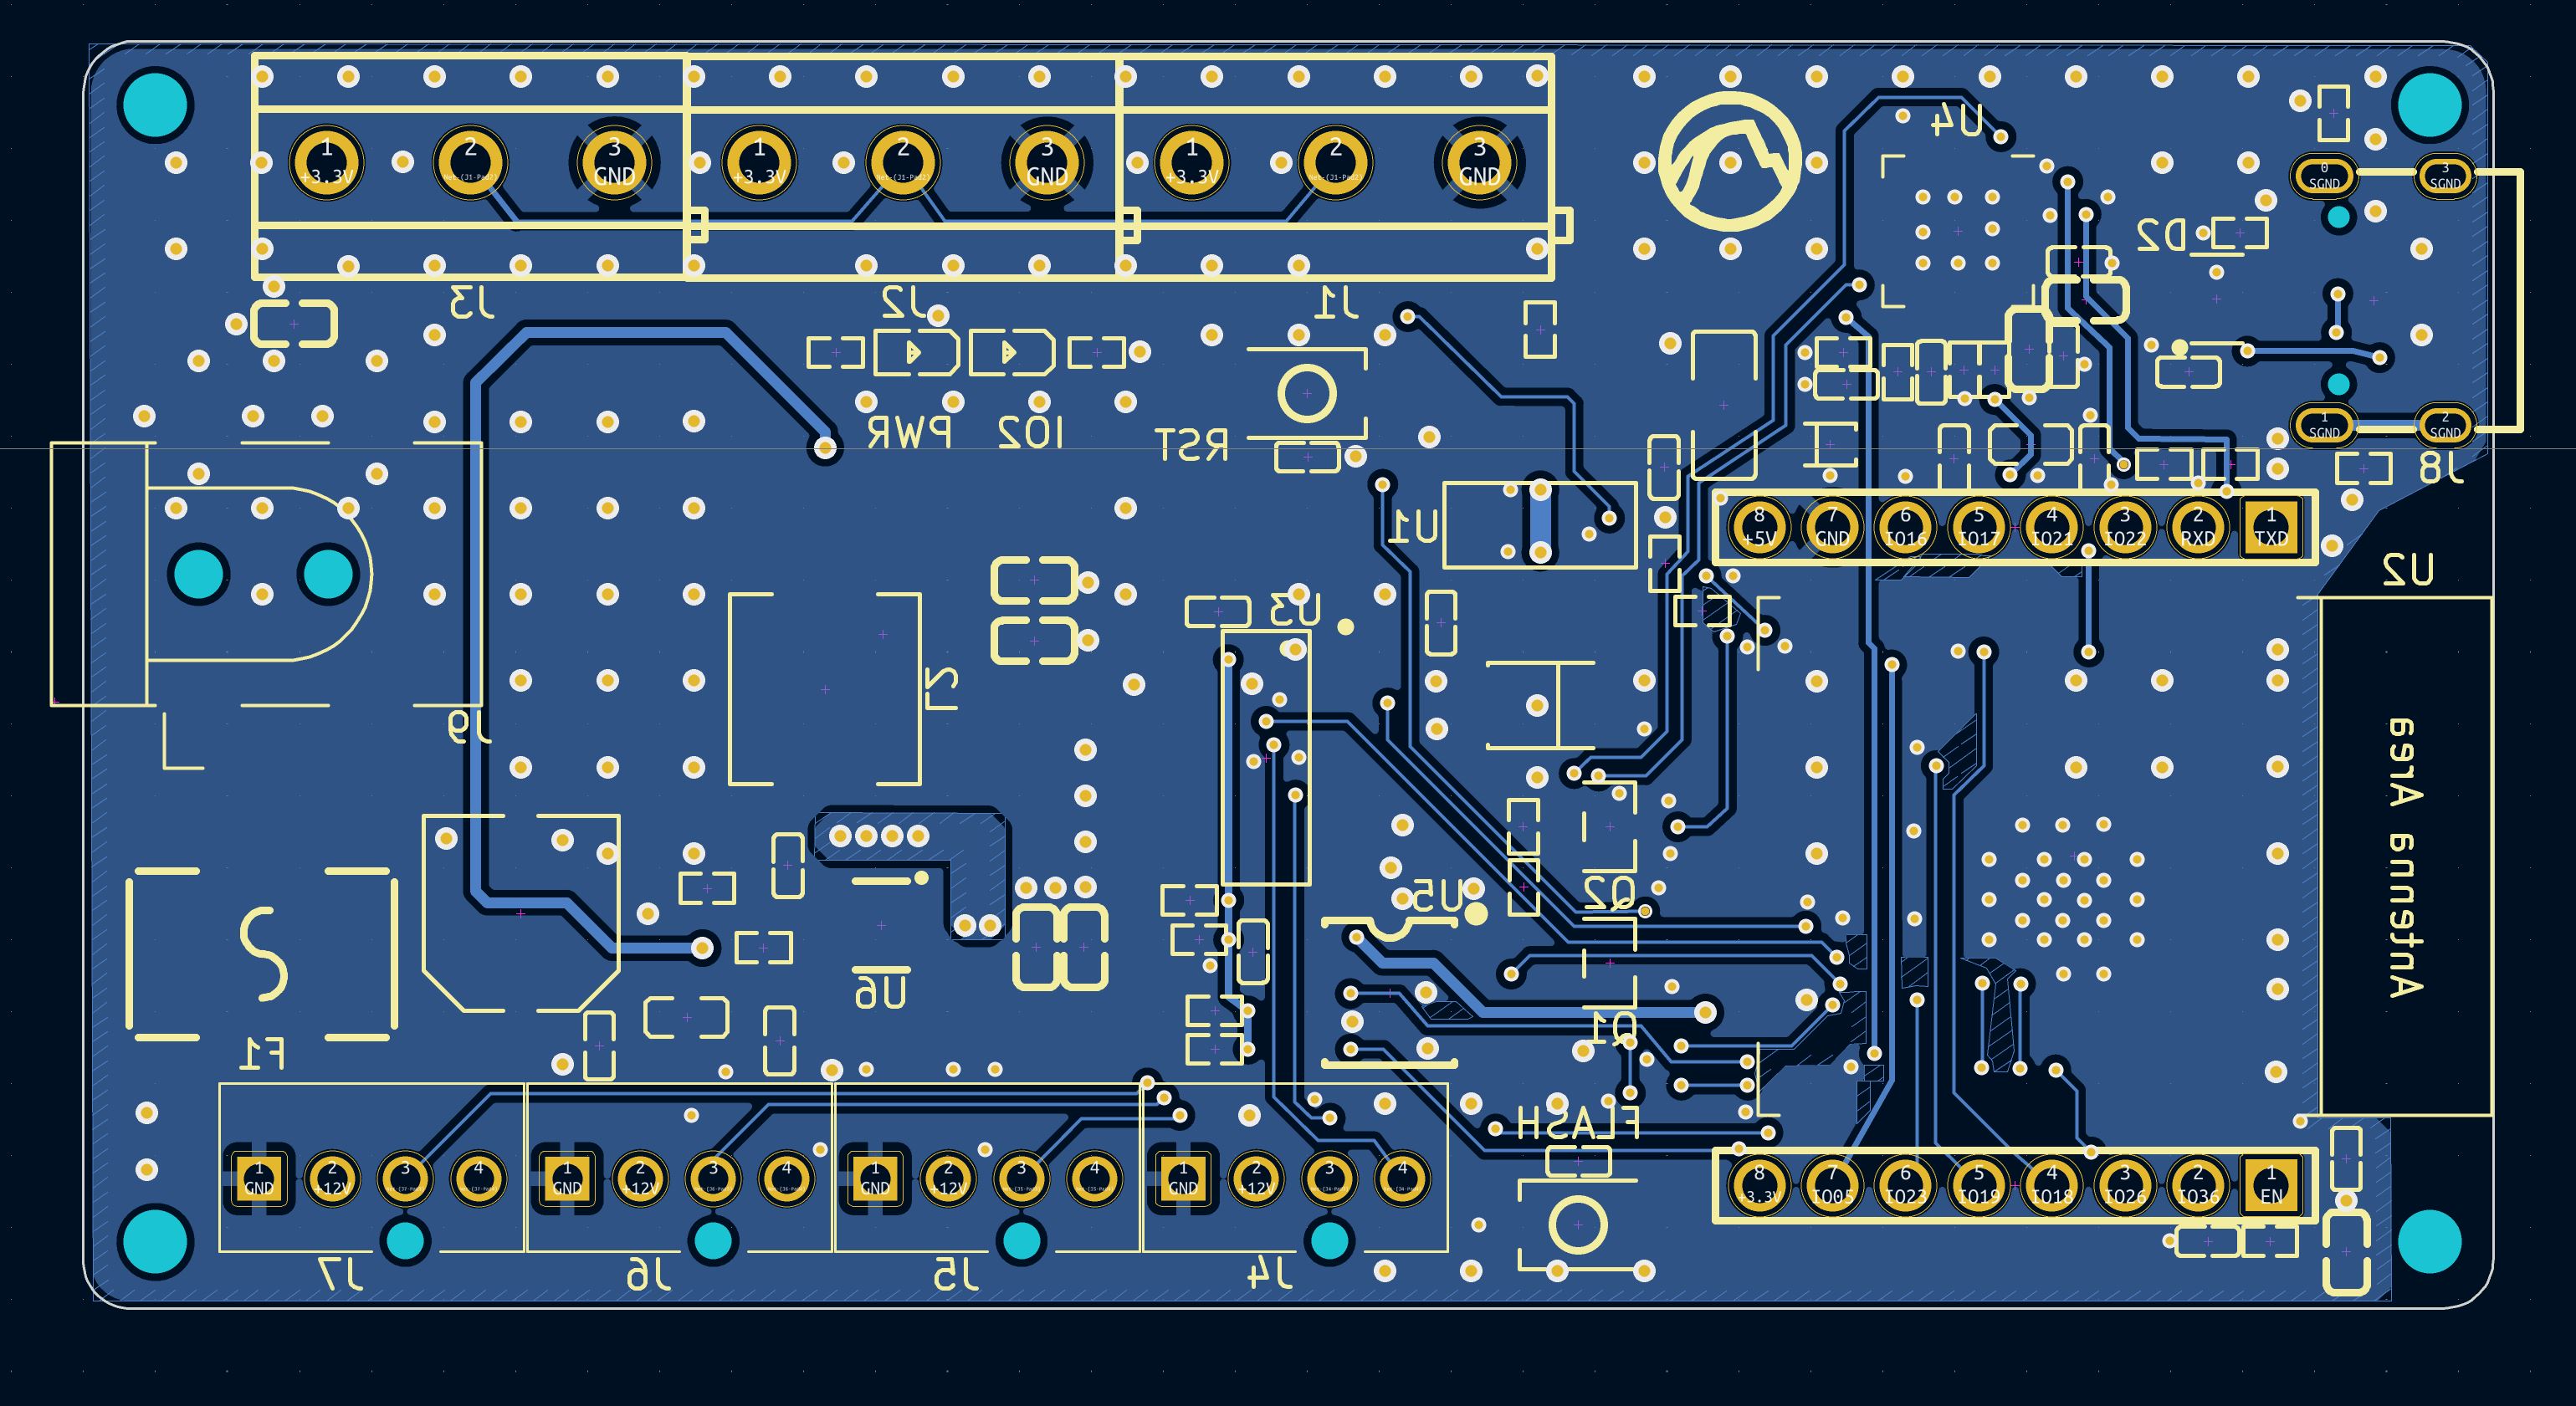 U4
1 2 3 1 2 3 1 2 3
+3.3V GND +3.3V GND +3.3V GND
0 3
SGND SGND
D2
J3 J2 J1
1 2
SGND SGND
PWR IO2 RST
J8
U1
8 7 6 5 4 3 2 1
+5V GND IO16 IO17 IO21 IO22 RXD TXD
U2
U3
L2
J9
Antenna Area
U5
Q2
U6
Q1
F1
FLASH
1 2 3 4 1 2 3 4 1 2 3 4 1 2 3 4
GND +12V GND +12V GND +12V GND +12V
8 7 6 5 4 3 2 1
+3.3V IO05 IO23 IO19 IO18 IO26 IO36 EN
J7 J6 J5 J4